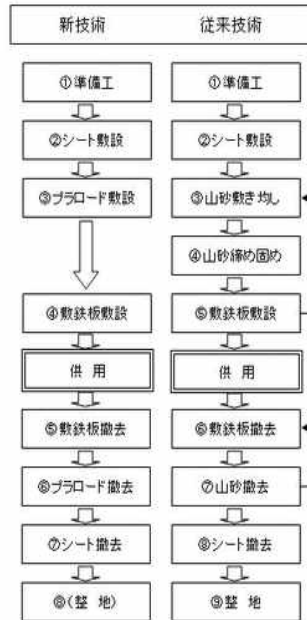 新技術 従来技術
①準備工 ①準備工
②シート敷設 ②シート敷設
③プラロード敷設 ③山砂敷き均し
④山砂締め固め
④敷鉄板敷設 ⑤敷鉄板敷設
供 用 供 用
⑤敷鉄板撤去 ⑥敷鉄板撤去
⑥プラロード撤去 ⑦山砂撤去
⑦シート撤去 ⑧シート撤去
⑧(整 地) ⑨整 地